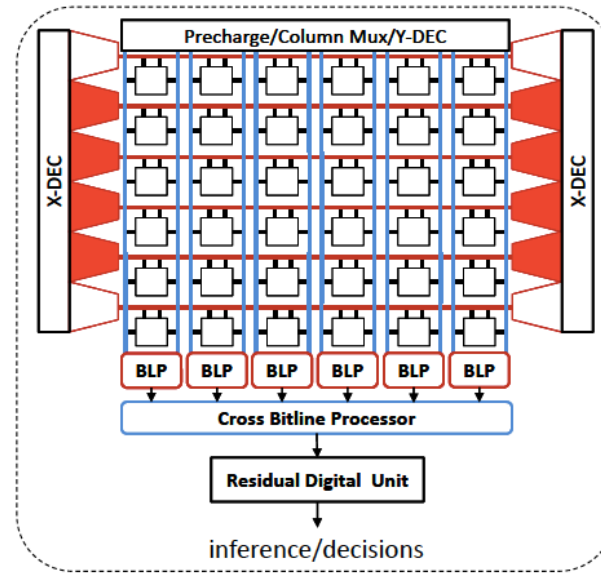 Precharge/Column Mux/Y-DEC
X-DEC
X-DEC
BLP BLP BLP BLP BLP BLP
Cross Bitline Processor
Residual Digital Unit
inference/decisions